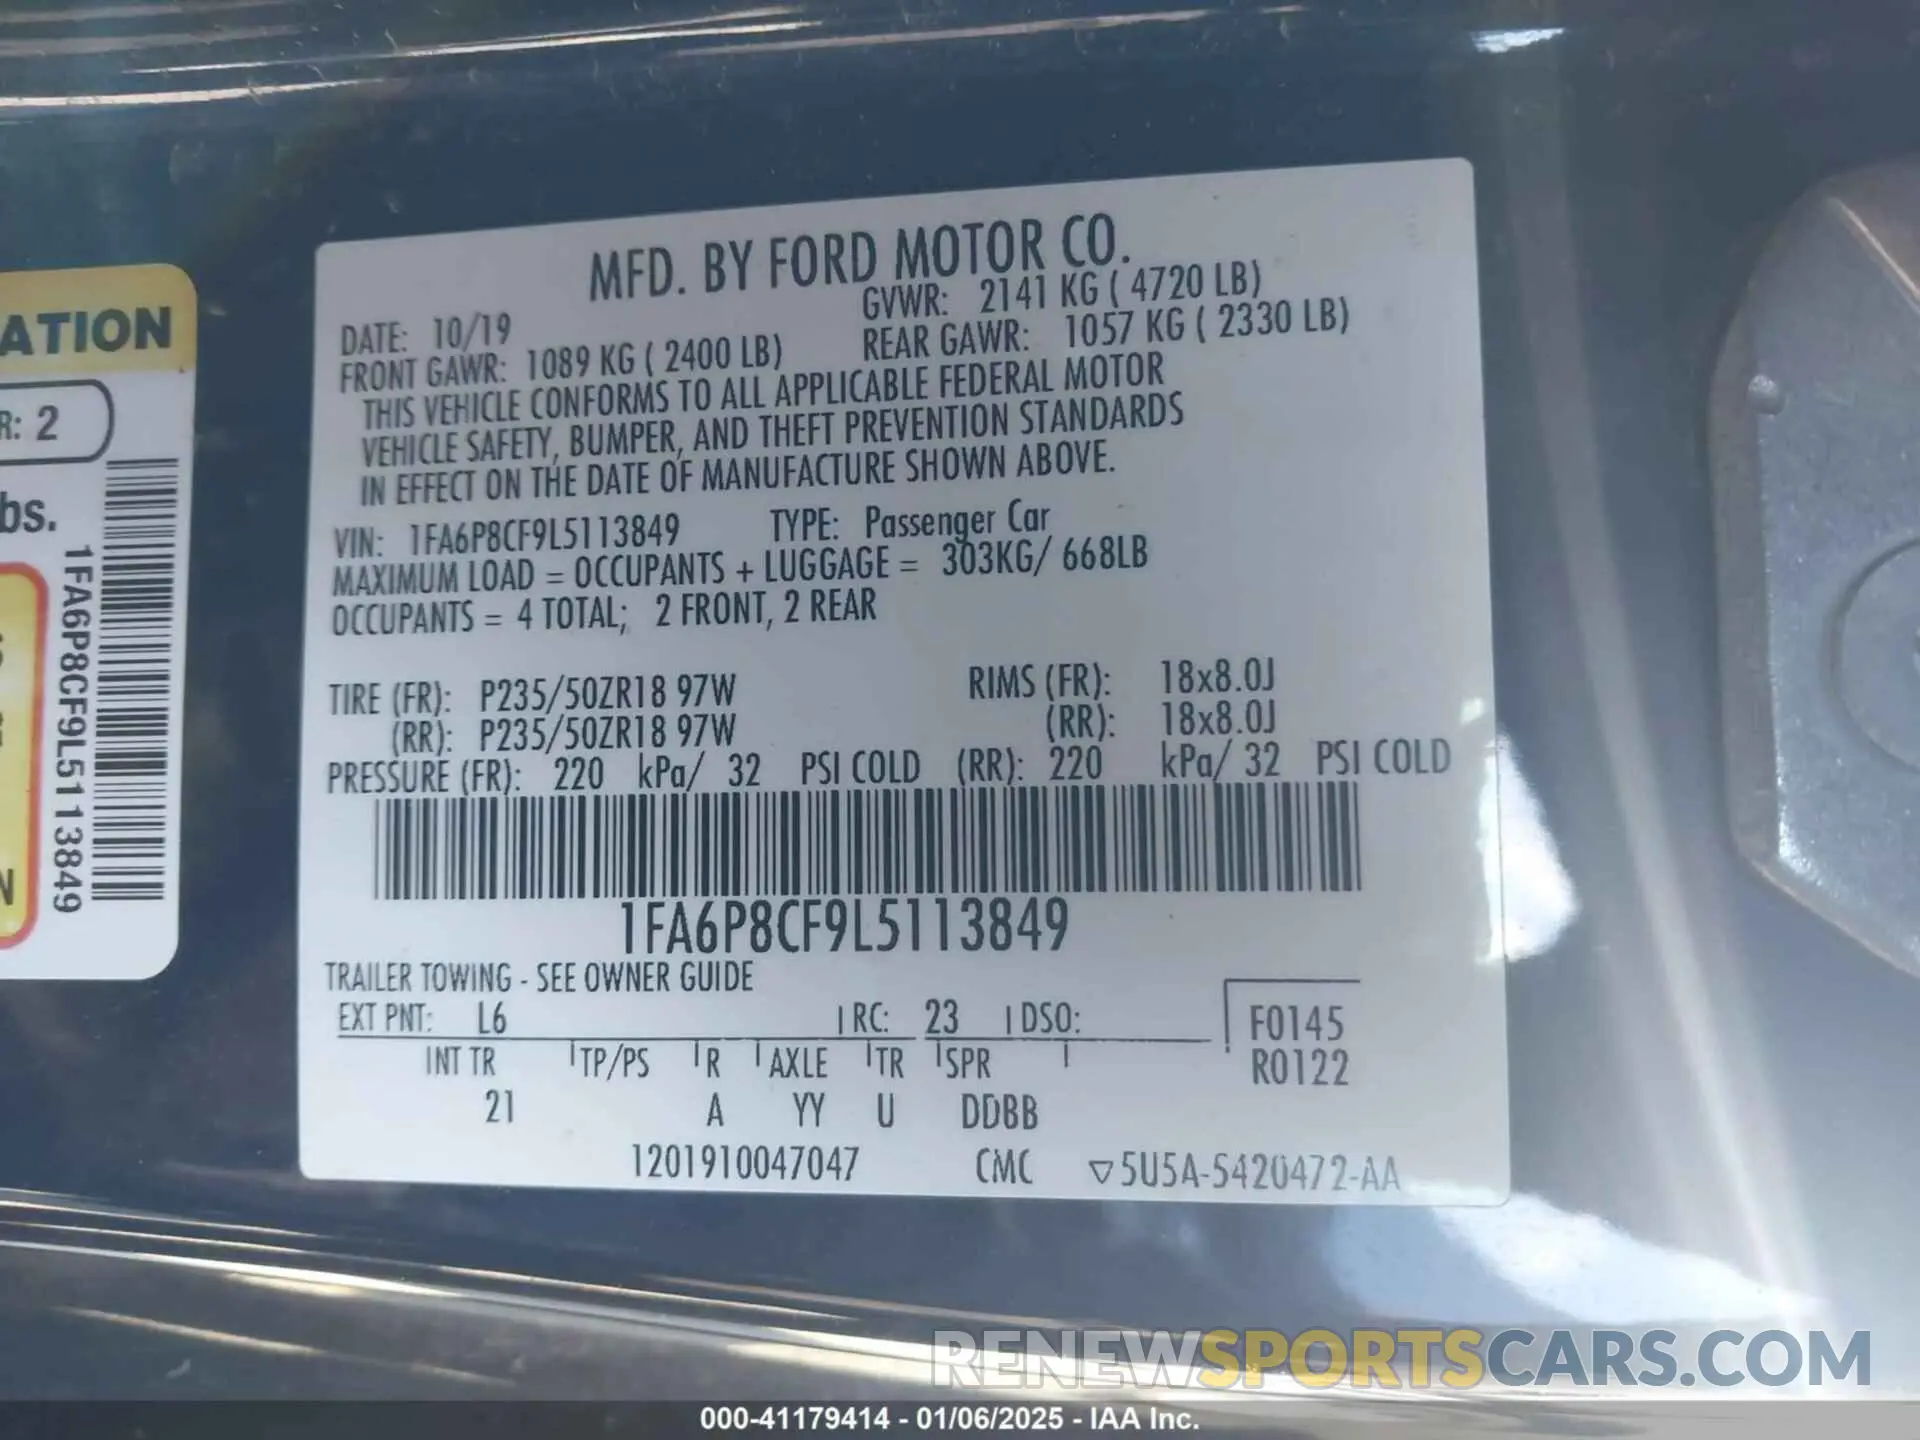 MFD. BY FORD MOTOR CO.
DATE: 10/19
GVWR: 2141 KG ( 4720 LB)
FRONT GAWR: 1089 KG ( 2400 LB)
REAR GAWR: 1057 KG ( 2330 LB)
THIS VEHICLE CONFORMS TO ALL APPLICABLE FEDERAL MOTOR
VEHICLE SAFETY, BUMPER, AND THEFT PREVENTION STANDARDS
IN EFFECT ON THE DATE OF MANUFACTURE SHOWN ABOVE.
VIN: 1FA6P8CF9L5113849 TYPE: Passenger Car
MAXIMUM LOAD = OCCUPANTS + LUGGAGE = 303KG/ 668LB
OCCUPANTS = 4 TOTAL; 2 FRONT, 2 REAR
TIRE (FR): P235/50ZR18 97W RIMS (FR): 18x8.0J
(RR): P235/50ZR18 97W (RR): 18x8.0J
PRESSURE (FR): 220 kPa/ 32 PSI COLD (RR): 220 kPa/ 32 PSI COLD
1FA6P8CF9L5113849
TRAILER TOWING - SEE OWNER GUIDE
EXT PNT: L6 RC: 23 DSO: F0145
INT TR TP/PS R AXLE TR SPR R0122
21 A YY U DDBB
1201910047047 CMC ▽5U5A-5420472-AA
ATION
R: 2
bs.
1FA6P8CF9L5113849
N
RENEWSPORTSCARS.COM
000-41179414 - 01/06/2025 - IAA Inc.